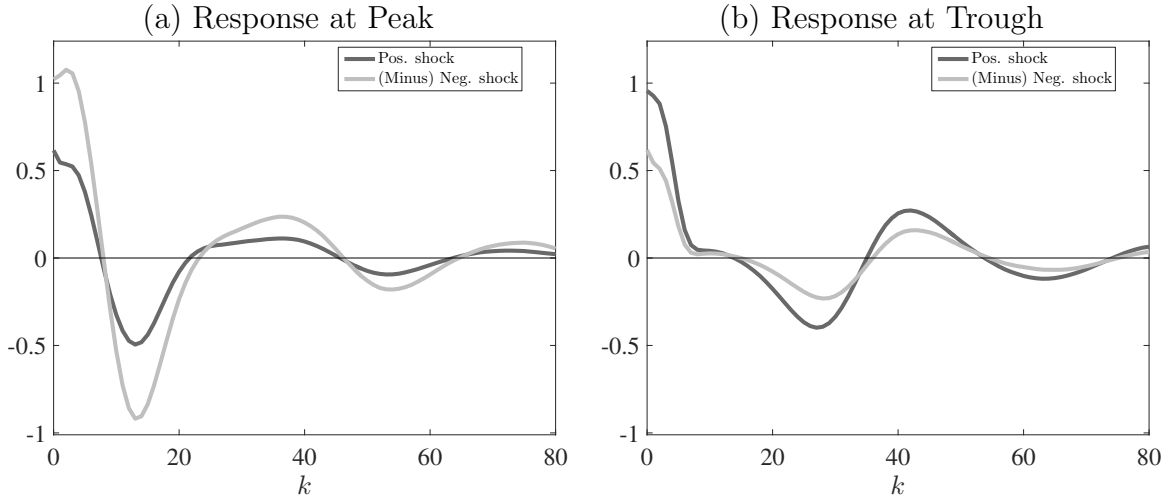 (a) Response at Peak
Pos. shock
(Minus) Neg. shock
1
0.5
0
-0.5
-1
0 20 40 60 80
k
(b) Response at Trough
Pos. shock
(Minus) Neg. shock
1
0.5
0
-0.5
-1
0 20 40 60 80
k